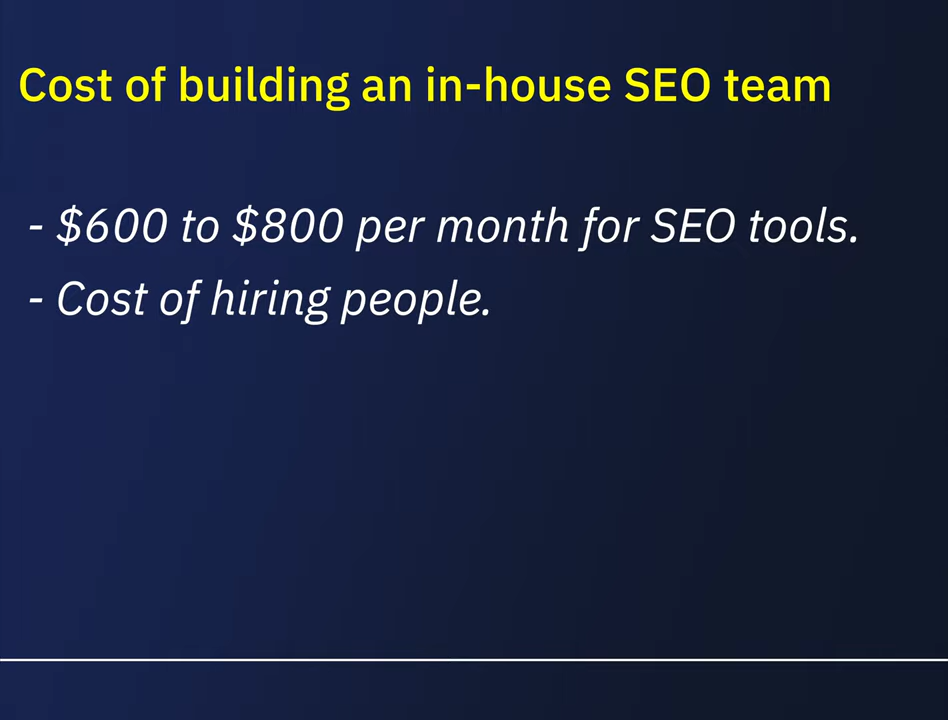 Cost of building an in-house SEO team
- $600 to $800 per month for SEO tools.
- Cost of hiring people.